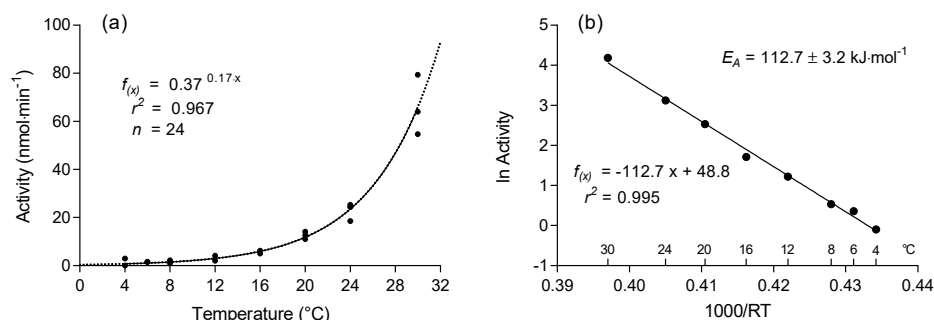 (a)
100
80
60
40
20
0
Activity (nmol·min⁻¹)
f(x) = 0.37 ^0.17·x
r² = 0.967
n = 24
0 4 8 12 16 20 24 28 32
Temperature (°C)
(b)
5
4
3
2
1
0
-1
ln Activity
E_A = 112.7 ± 3.2 kJ·mol⁻¹
f(x) = -112.7 x + 48.8
r² = 0.995
30 24 20 16 12 8 6 4 °C
0.39 0.40 0.41 0.42 0.43 0.44
1000/RT